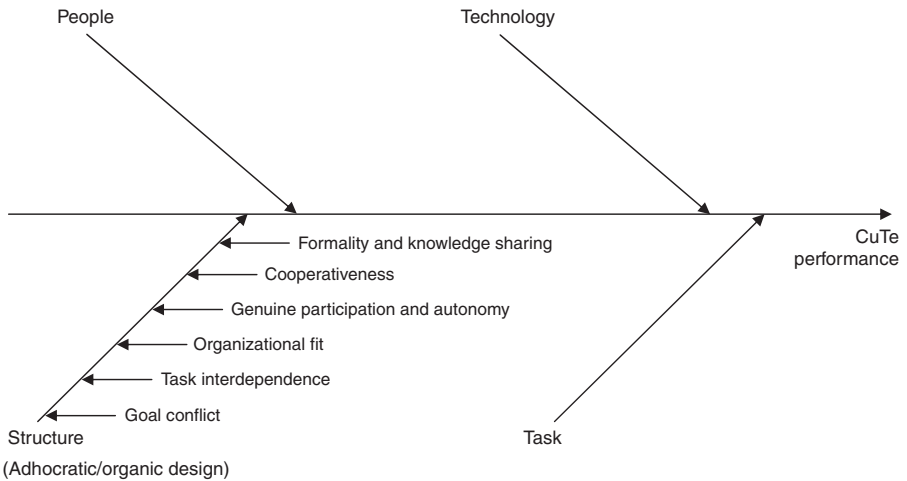 People
Technology
CuTe
performance
Formality and knowledge sharing
Cooperativeness
Genuine participation and autonomy
Organizational fit
Task interdependence
Goal conflict
Structure
(Adhocratic/organic design)
Task